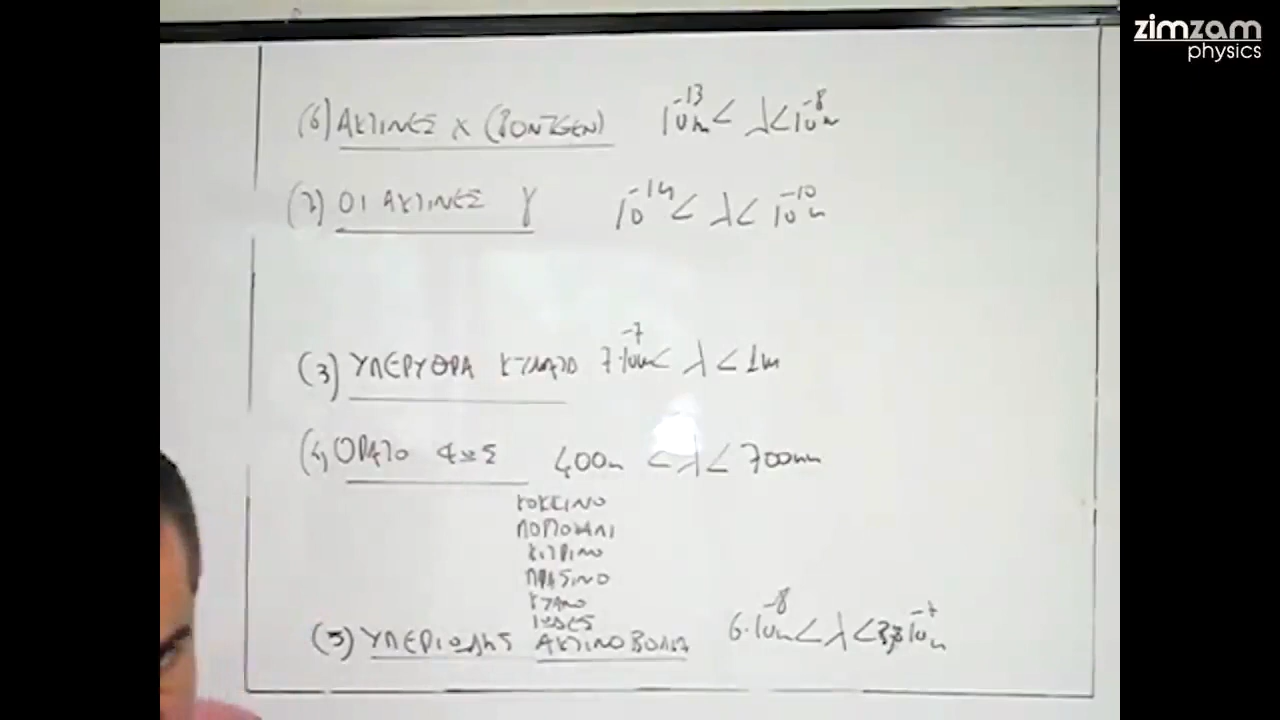 zimzam
physics
(6) ΑΚΤΙΝΕΣ Χ (ΡΟΝΤΓΚΕΝ) 10⁻¹³m < λ < 10⁻⁸m
(7) ΟΙ ΑΚΤΙΝΕΣ γ 10⁻¹⁴ < λ < 10⁻¹⁰m
(3) ΥΠΕΡΥΘΡΑ ΚΥΜΑΤΑ 7·10⁻⁷m < λ < 1m
(4) ΟΡΑΤΟ ΦΩΣ 400nm < λ < 700nm
ΚΟΚΚΙΝΟ
ΠΟΡΤΟΚΑΛΙ
ΚΙΤΡΙΝΟ
ΠΡΑΣΙΝΟ
ΚΥΑΝΟ
ΙΩΔΕΣ
(5) ΥΠΕΡΙΩΔΗΣ ΑΚΤΙΝΟΒΟΛΙΑ 6·10⁻⁸m < λ < 3,8·10⁻⁷m